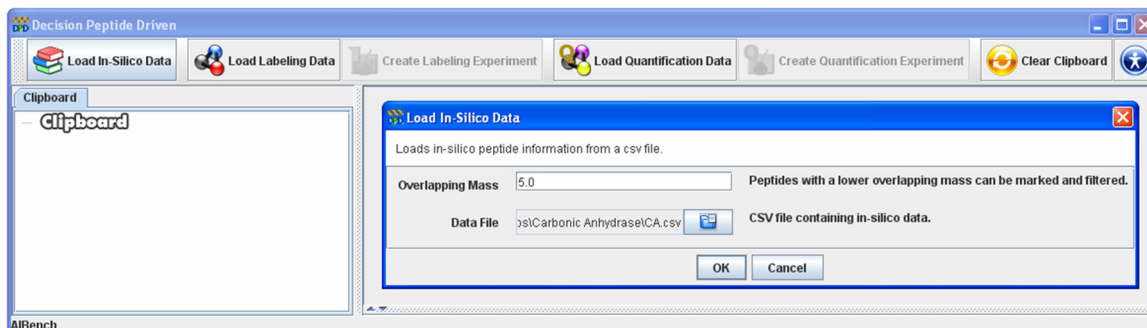 DPD Decision Peptide Driven
Load In-Silico Data Load Labeling Data Create Labeling Experiment Load Quantification Data Create Quantification Experiment Clear Clipboard
Clipboard
Clipboard
DPD Load In-Silico Data
Loads in-silico peptide information from a csv file.
Overlapping Mass 5.0 Peptides with a lower overlapping mass can be marked and filtered.
Data File os\Carbonic Anhydrase\CA.csv CSV file containing in-silico data.
OK Cancel
AIBench